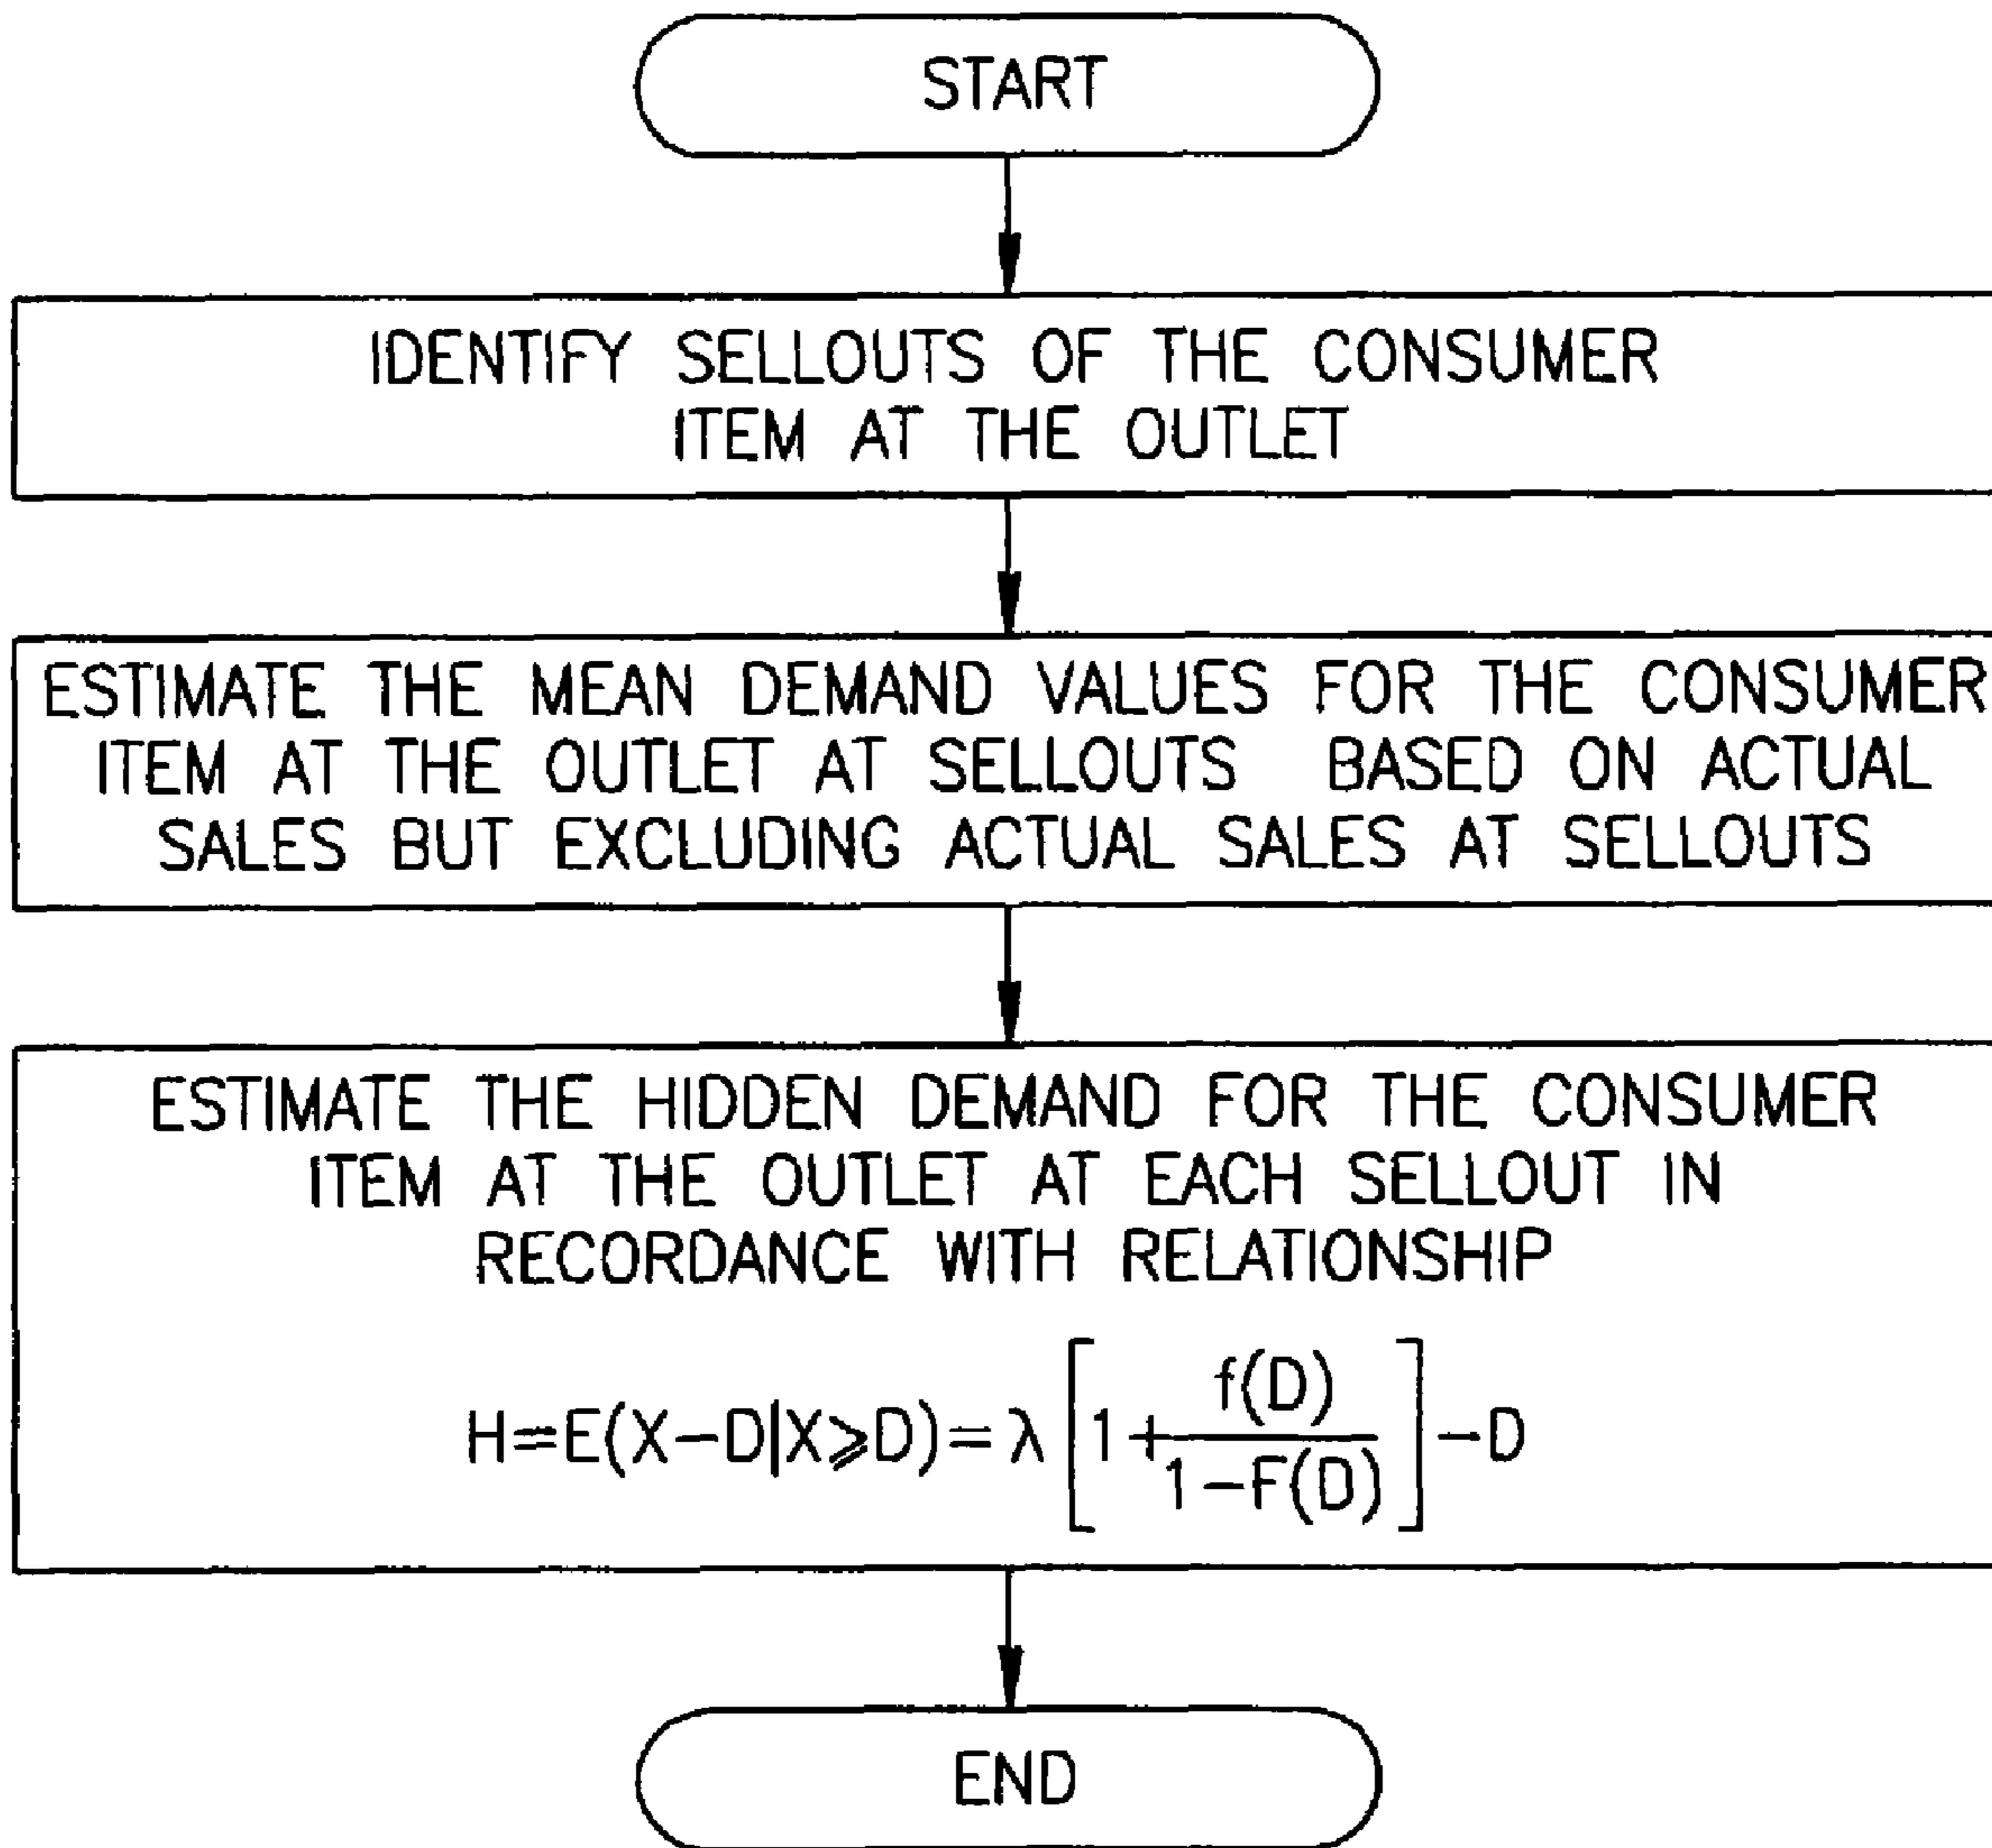 START
IDENTIFY SELLOUTS OF THE CONSUMER
ITEM AT THE OUTLET
ESTIMATE THE MEAN DEMAND VALUES FOR THE CONSUMER
ITEM AT THE OUTLET AT SELLOUTS BASED ON ACTUAL
SALES BUT EXCLUDING ACTUAL SALES AT SELLOUTS
ESTIMATE THE HIDDEN DEMAND FOR THE CONSUMER
ITEM AT THE OUTLET AT EACH SELLOUT IN
RECORDANCE WITH RELATIONSHIP
H=E(X-D|X⩾D)=λ[1+f(D)/(1-F(D))]-D
END